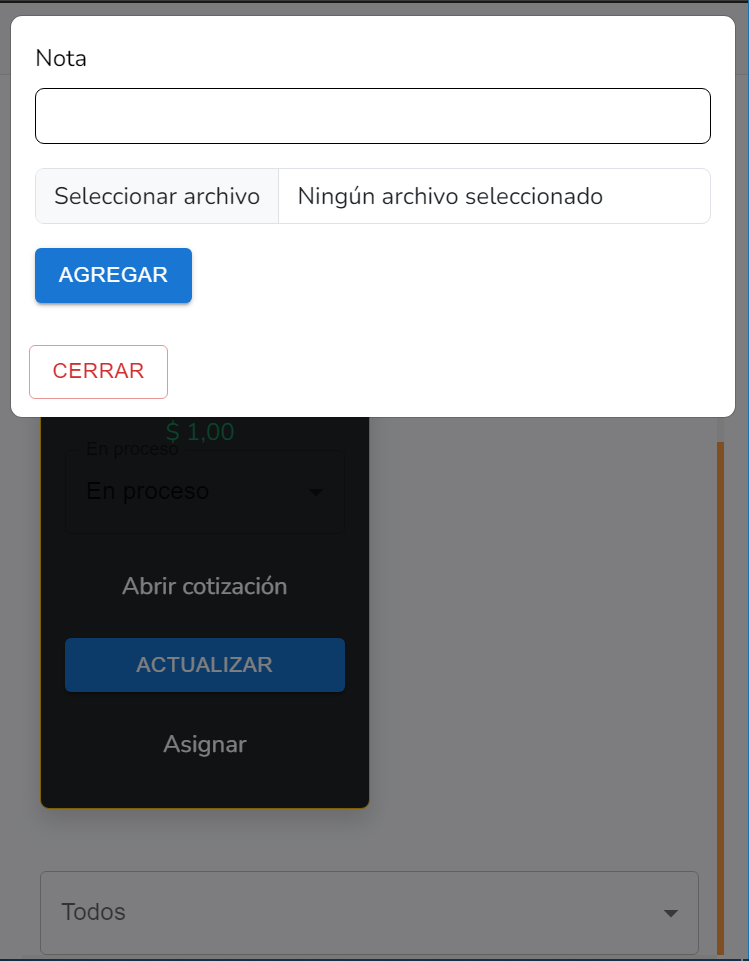 Nota
Seleccionar archivo Ningún archivo seleccionado
AGREGAR
CERRAR
$ 1,00
En proceso
En proceso
Abrir cotización
ACTUALIZAR
Asignar
Todos